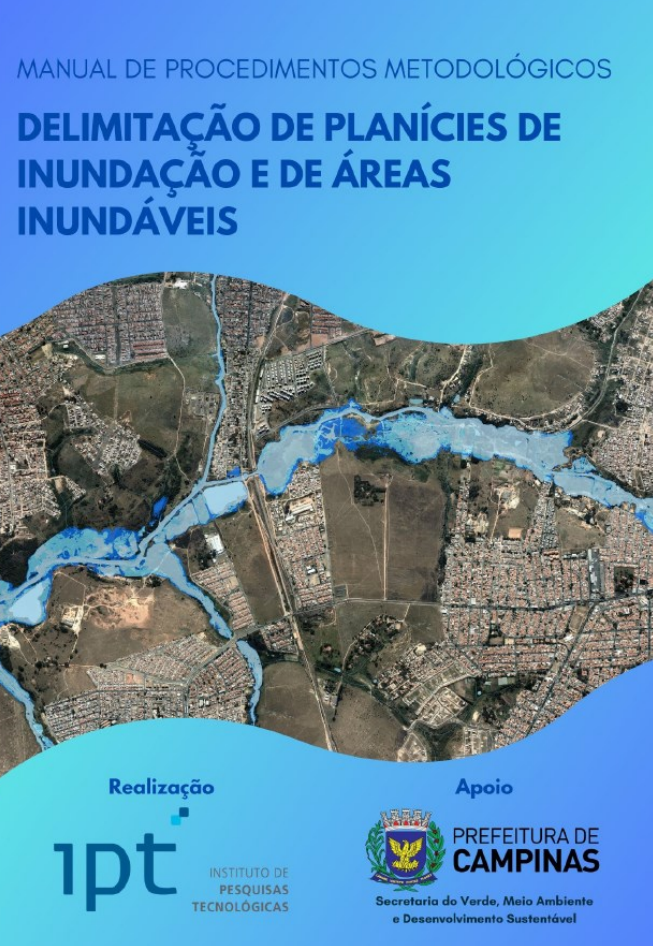 MANUAL DE PROCEDIMENTOS METODOLÓGICOS
DELIMITAÇÃO DE PLANÍCIES DE
INUNDAÇÃO E DE ÁREAS
INUNDÁVEIS
Realização
Apoio
ipt
INSTITUTO DE
PESQUISAS
TECNOLÓGICAS
PREFEITURA DE
CAMPINAS
Secretaria do Verde, Meio Ambiente
e Desenvolvimento Sustentável